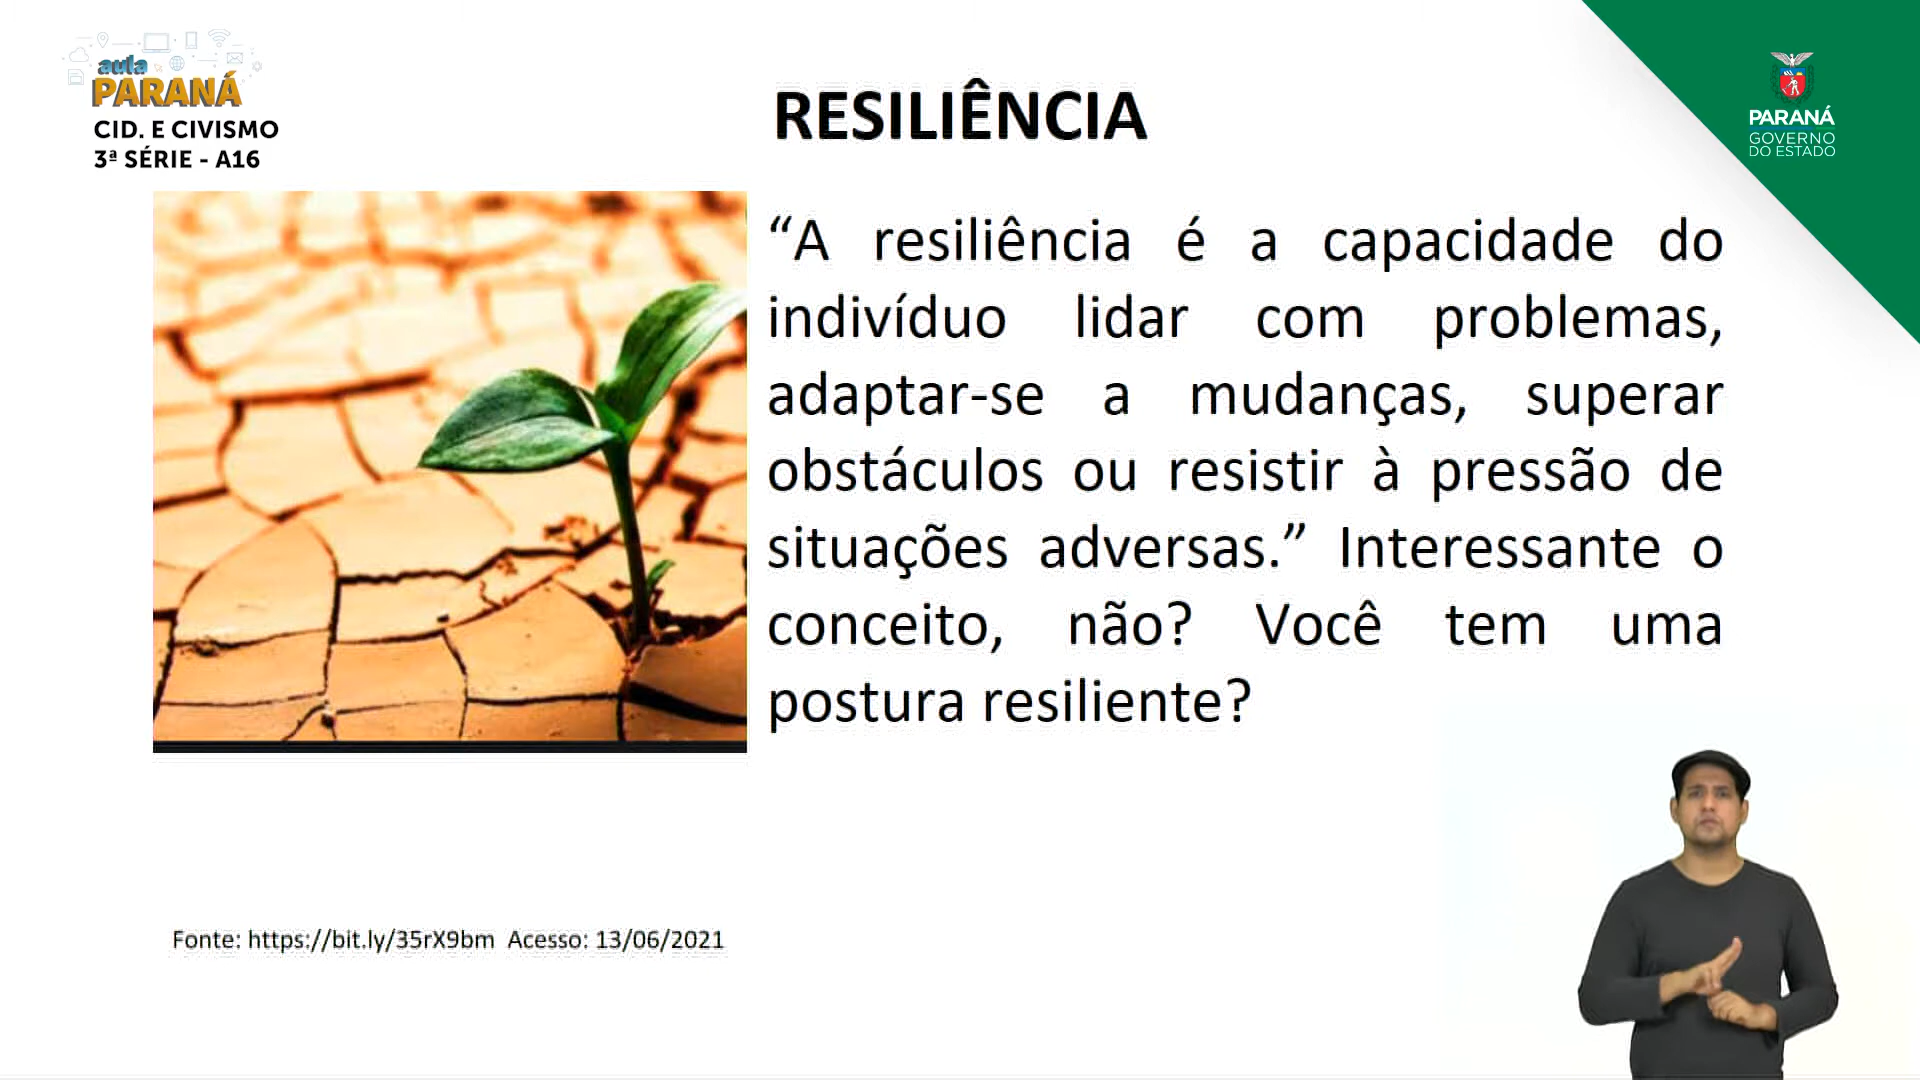 aula
PARANÁ
CID. E CIVISMO
3ª SÉRIE - A16
RESILIÊNCIA
PARANÁ
GOVERNO
DO ESTADO
“A resiliência é a capacidade do
indivíduo lidar com problemas,
adaptar-se a mudanças, superar
obstáculos ou resistir à pressão de
situações adversas.” Interessante o
conceito, não? Você tem uma
postura resiliente?
Fonte: https://bit.ly/35rX9bm Acesso: 13/06/2021